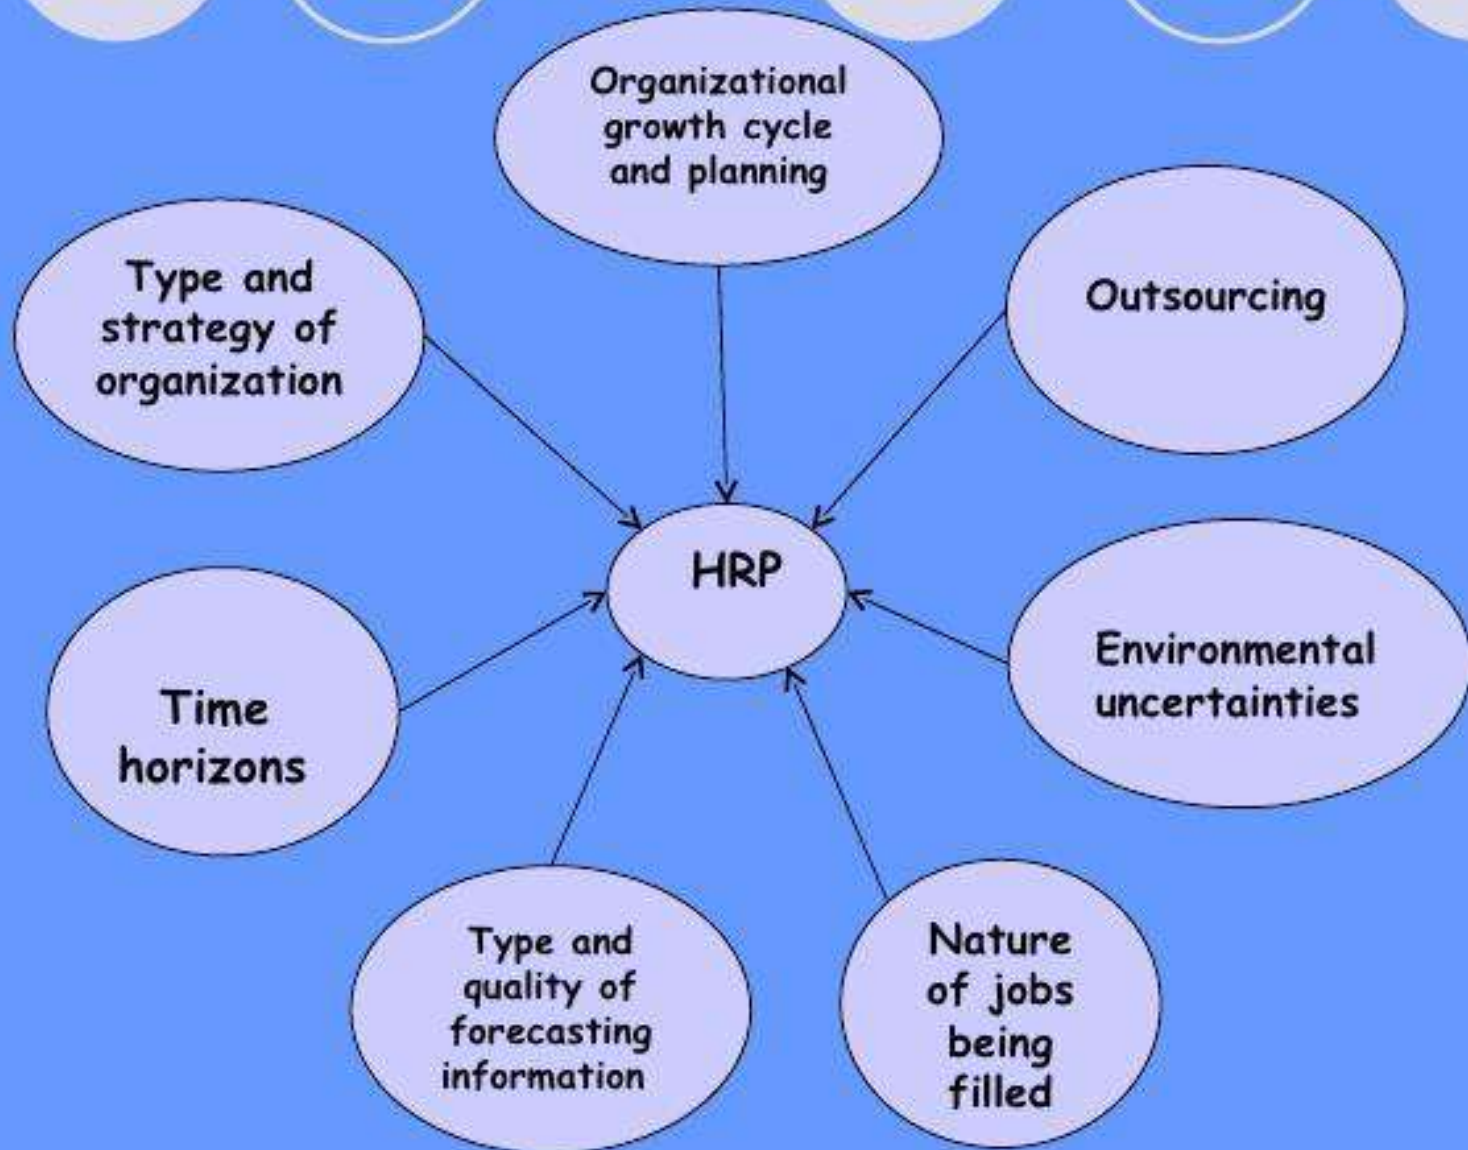 Organizational
growth cycle
and planning
Type and
strategy of
organization
Outsourcing
HRP
Environmental
uncertainties
Time
horizons
Type and
quality of
forecasting
information
Nature
of jobs
being
filled